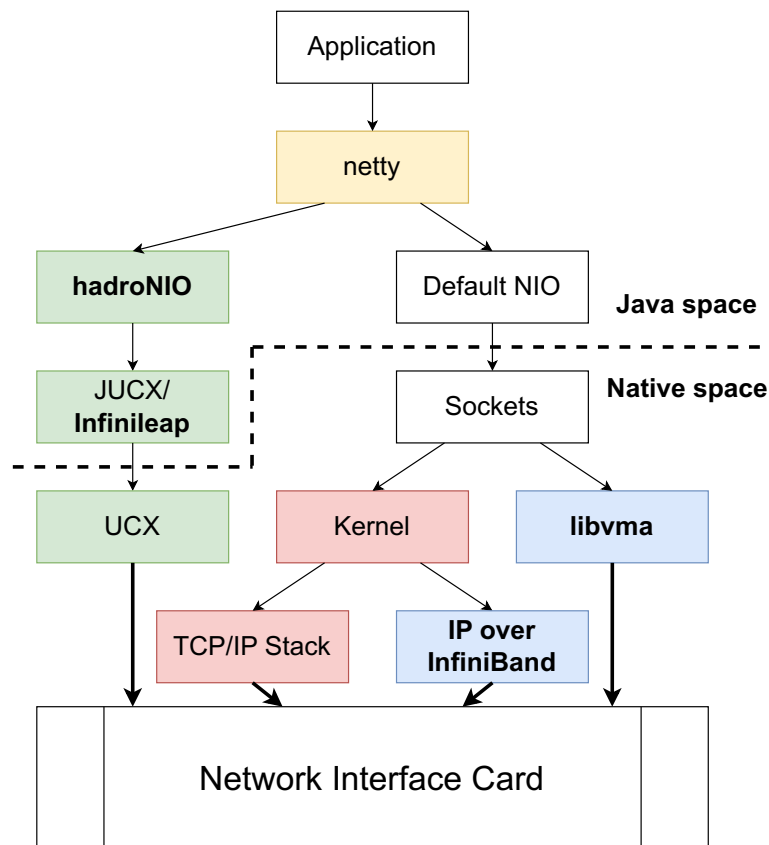 Application
netty
hadroNIO
Default NIO
Java space
JUCX/
Infinileap
Sockets
Native space
UCX
Kernel
libvma
TCP/IP Stack
IP over
InfiniBand
Network Interface Card